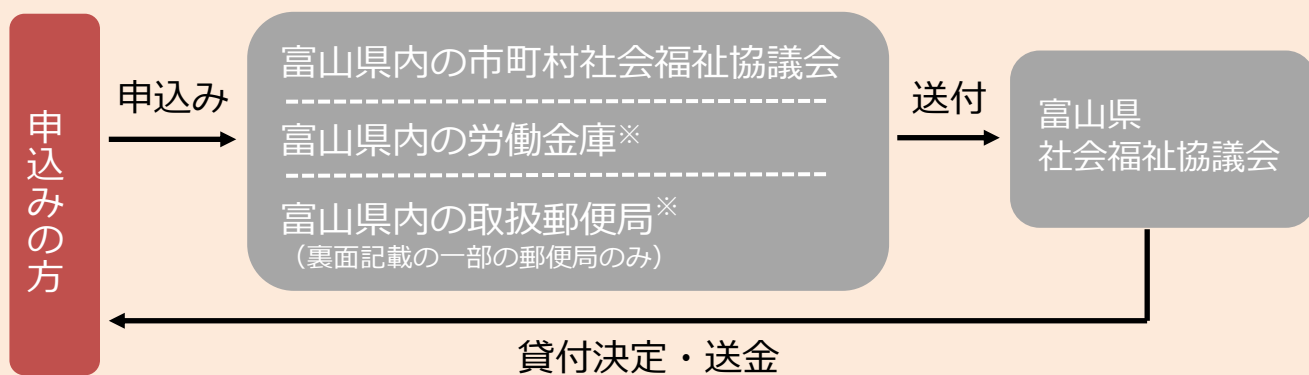 申込みの方
申込み
富山県内の市町村社会福祉協議会
富山県内の労働金庫※
富山県内の取扱郵便局※
（裏面記載の一部の郵便局のみ）
送付
富山県
社会福祉協議会
貸付決定・送金